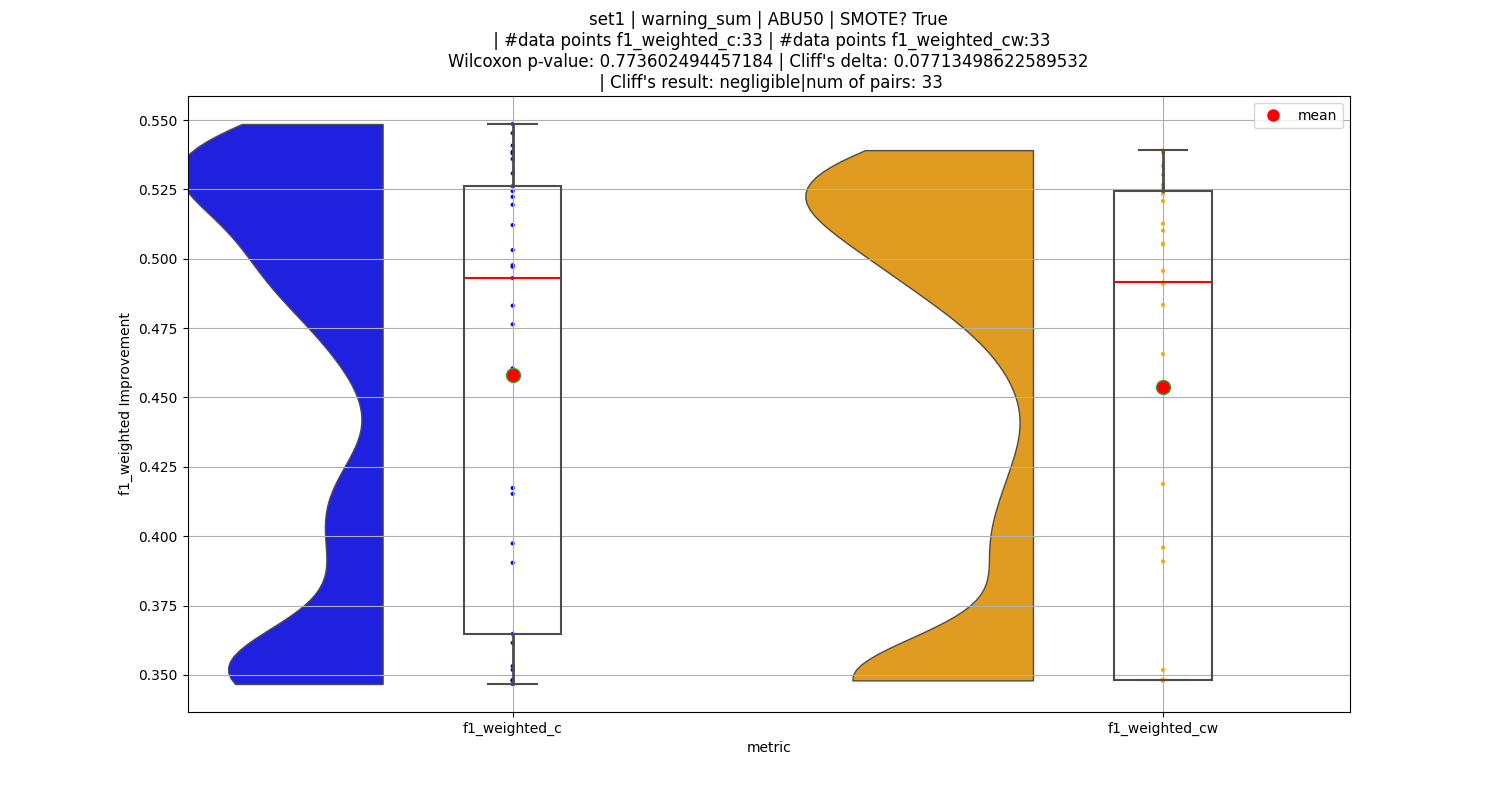 set1 | warning_sum | ABU50 | SMOTE? True
| #data points f1_weighted_c:33 | #data points f1_weighted_cw:33
Wilcoxon p-value: 0.773602494457184 | Cliff's delta: 0.07713498622589532
| Cliff's result: negligible|num of pairs: 33
mean
f1_weighted Improvement
0.550
0.525
0.500
0.475
0.450
0.425
0.400
0.375
0.350
f1_weighted_c
f1_weighted_cw
metric